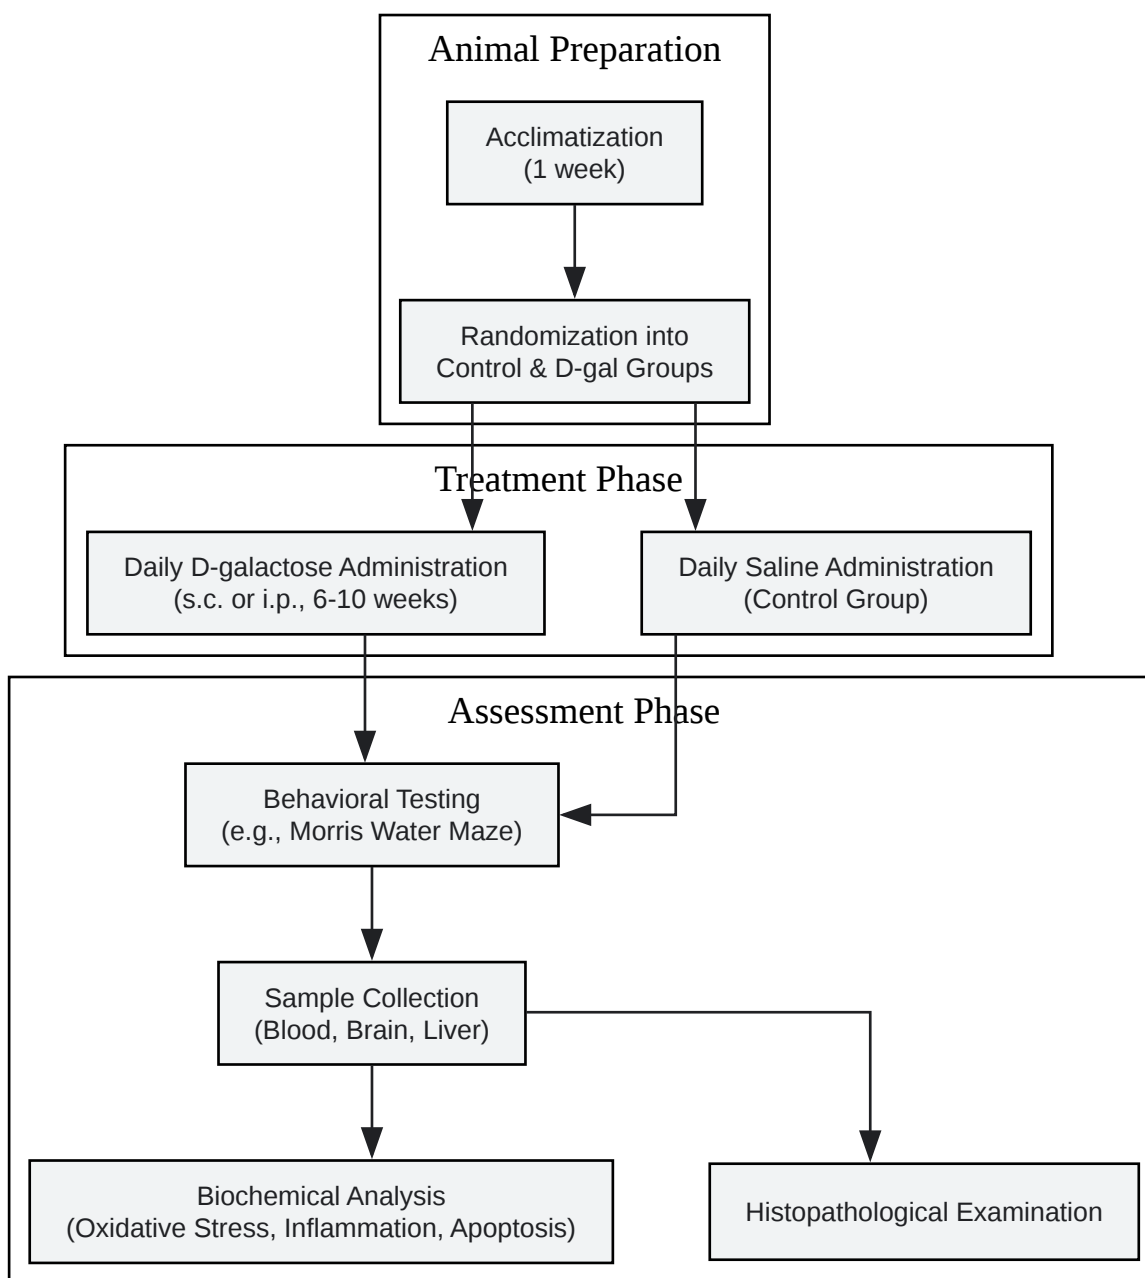 Animal Preparation
Acclimatization
(1 week)
Randomization into
Control & D-gal Groups
Treatment Phase
Daily D-galactose Administration
(s.c. or i.p., 6-10 weeks)
Daily Saline Administration
(Control Group)
Assessment Phase
Behavioral Testing
(e.g., Morris Water Maze)
Sample Collection
(Blood, Brain, Liver)
Biochemical Analysis
(Oxidative Stress, Inflammation, Apoptosis)
Histopathological Examination